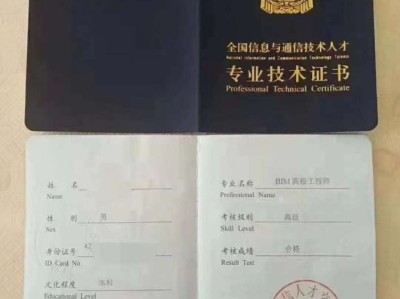 全国信息与通信技术人才
National Information and Communication Technology Talents
专业技术证书
Professional Technical Certificate
姓名
Name
性别 男
Sex
身份证号 42
ID. Card No.
文化程度 本科
Educational Level
专业名称 BIM高级工程师
Professional Name
考核级别 高级
Skill Level
考核成绩 合格
Result Test
信人才